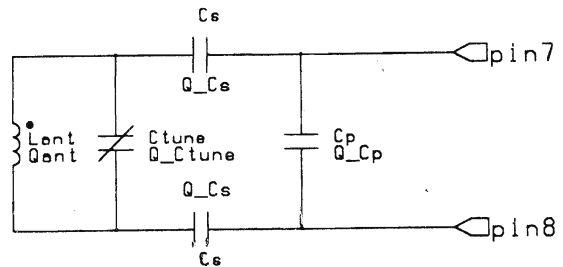 Cs
pin7
Q_Cs
Lant
Qant
Ctune
Q_Ctune
Cp
Q_Cp
Q_Cs
pin8
Cs